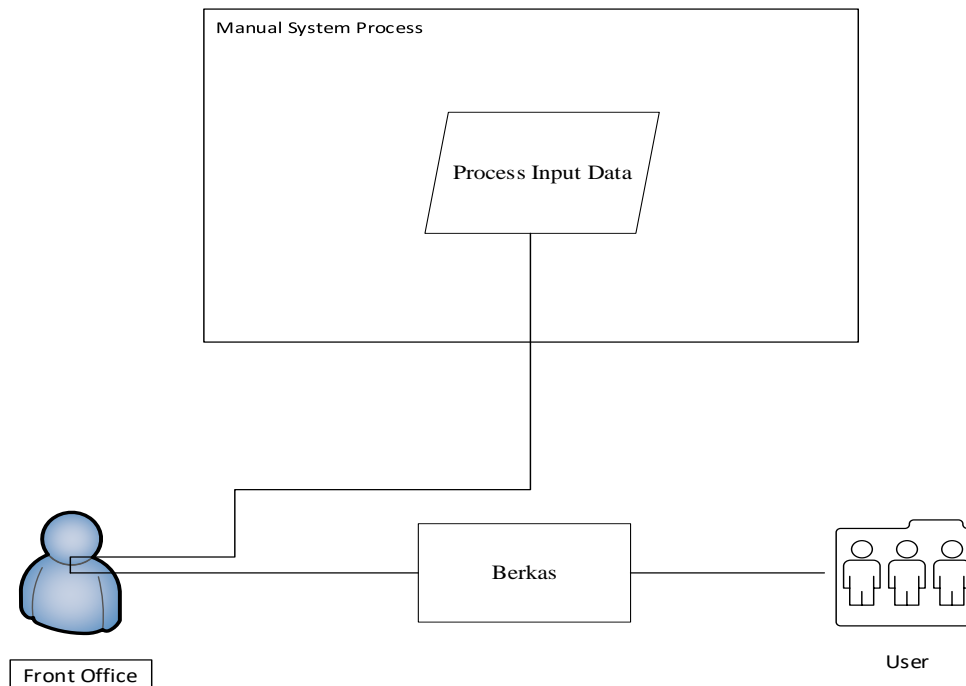 Manual System Process
Process Input Data
Berkas
User
Front Office